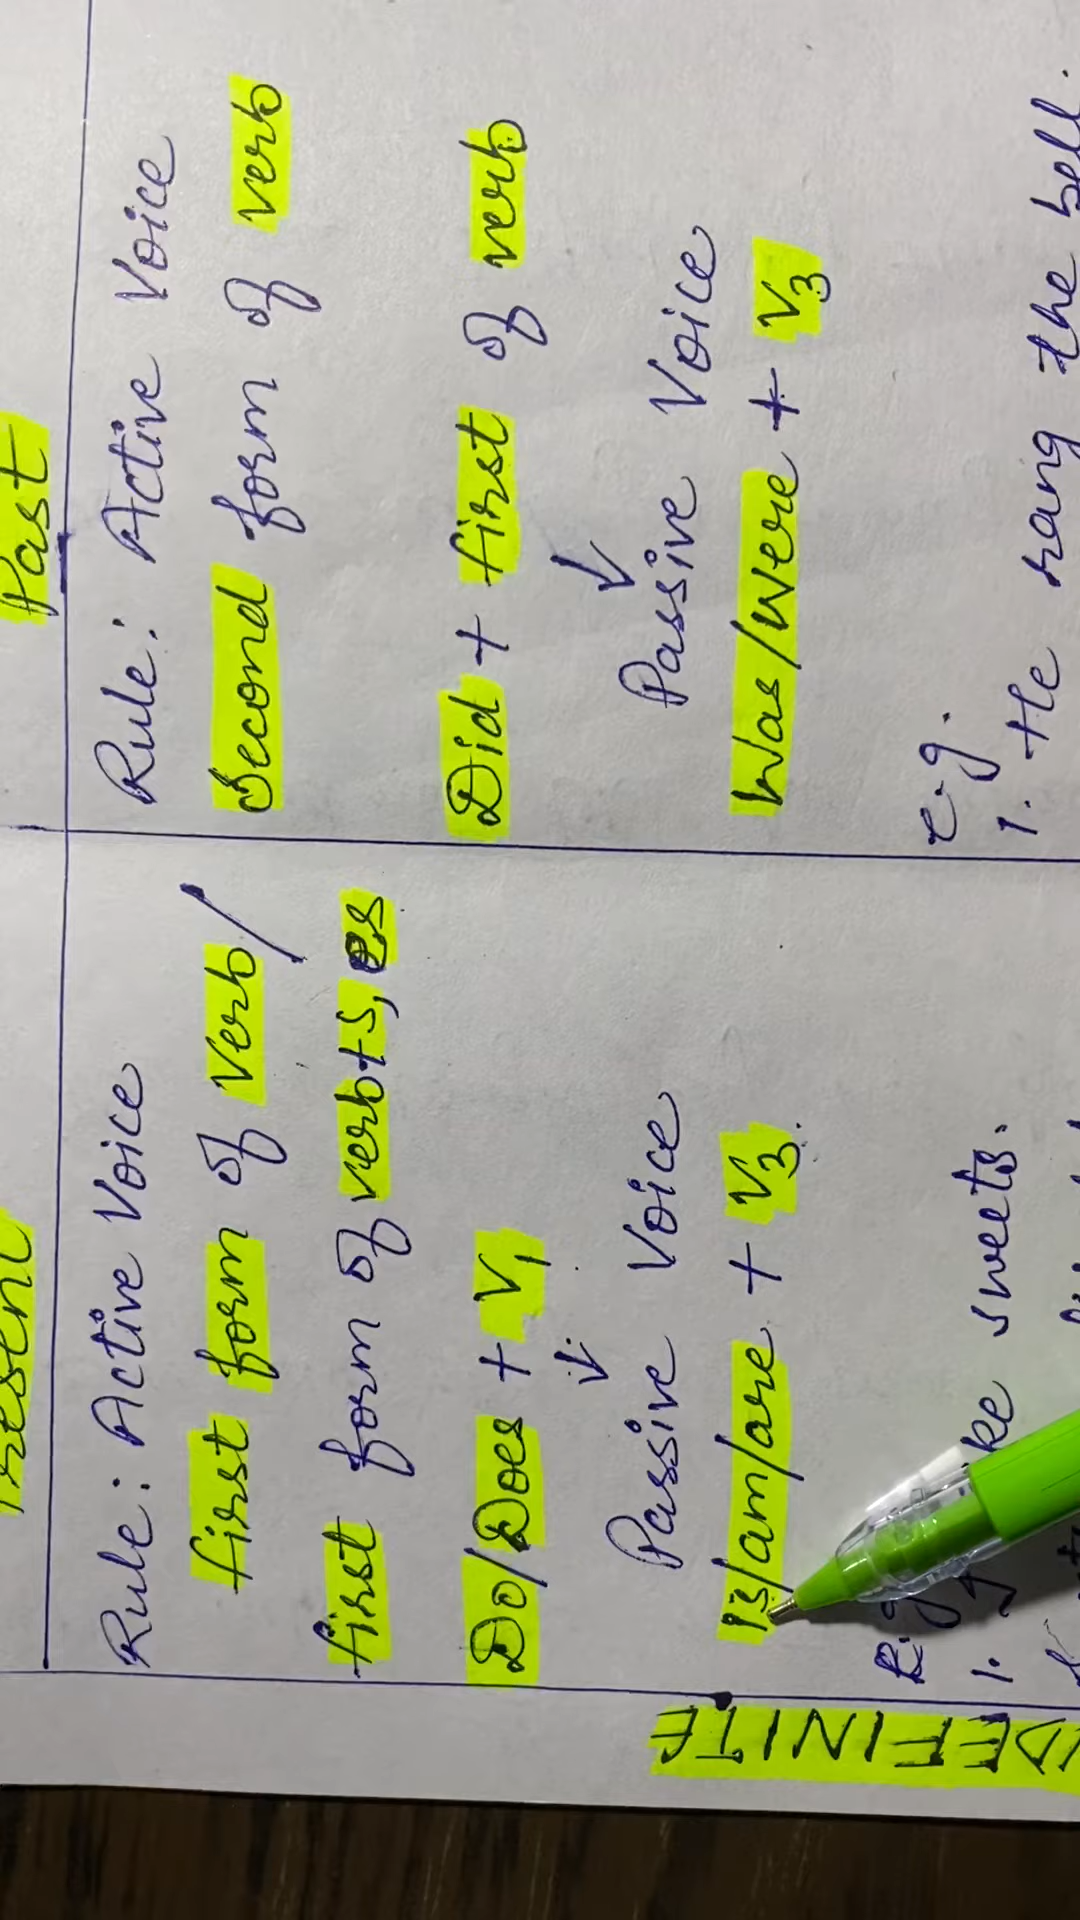 Past
Rule: Active Voice
Second form of verb
Did + first of verb
↓
Passive Voice
Was/Were + V3
e.g.
1. He rang the bell.
Present
Rule: Active Voice
first form of Verb/
first form of verb+s, es
Do/Does + V1
↓
Passive Voice
Is/am/are + V3.
1.
sweets.
DEFINITE